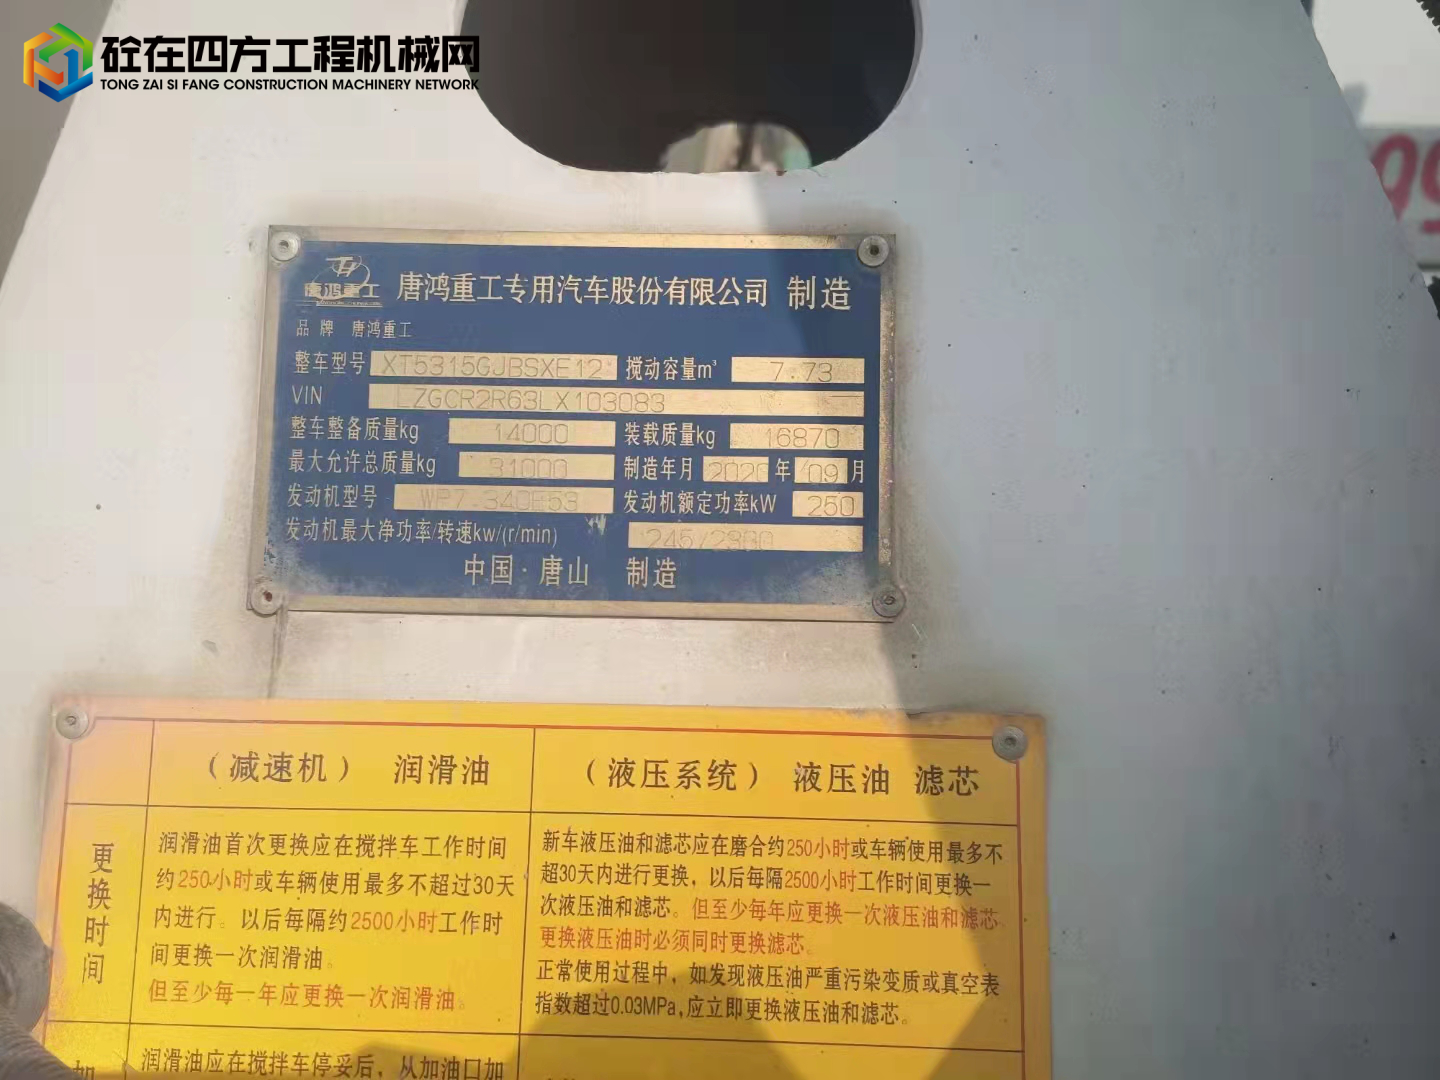 砼在四方工程机械网
TONG ZAI SI FANG CONSTRUCTION MACHINERY NETWORK
唐鸿重工 唐鸿重工专用汽车股份有限公司 制造
品牌 唐鸿重工
整车型号 XT5315GJBSXE12 搅动容量m³ 7.73
VIN LZGCR2R63LX103083
整车整备质量kg 14000 装载质量kg 16870
最大允许总质量kg 31000 制造年月 2020 年 09 月
发动机型号 WP7.340E53 发动机额定功率kW 250
发动机最大净功率/转速kw/(r/min) 245/2300
中国·唐山 制造
（减速机） 润滑油
（液压系统） 液压油 滤芯
更换时间
润滑油首次更换应在搅拌车工作时间
约250小时或车辆使用最多不超过30天
内进行。以后每隔约2500小时工作时
间更换一次润滑油。
但至少每一年应更换一次润滑油。
新车液压油和滤芯应在磨合约250小时或车辆使用最多不
超30天内进行更换，以后每隔2500小时工作时间更换一
次液压油和滤芯。但至少每年应更换一次液压油和滤芯
更换液压油时必须同时更换滤芯。
正常使用过程中，如发现液压油严重污染变质或真空表
指数超过0.03MPa,应立即更换液压油和滤芯。
加
润滑油应在搅拌车停妥后，从加油口加